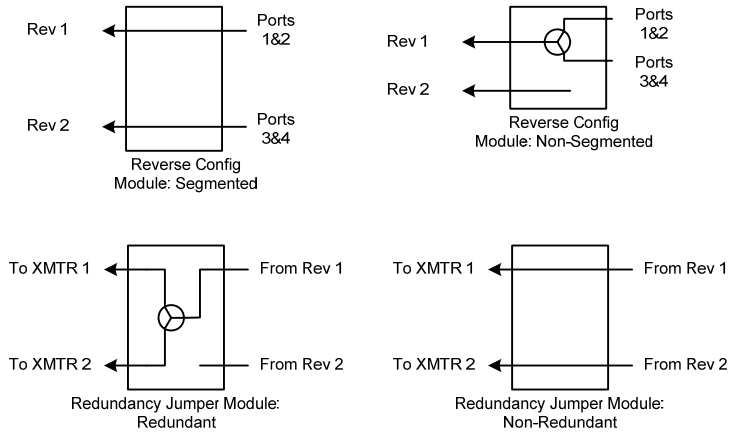 Rev 1
Ports
1&2
Rev 2
Ports
3&4
Reverse Config
Module: Segmented
Rev 1
Ports
1&2
Ports
3&4
Rev 2
Reverse Config
Module: Non-Segmented
To XMTR 1
From Rev 1
To XMTR 2
From Rev 2
Redundancy Jumper Module:
Redundant
To XMTR 1
From Rev 1
To XMTR 2
From Rev 2
Redundancy Jumper Module:
Non-Redundant